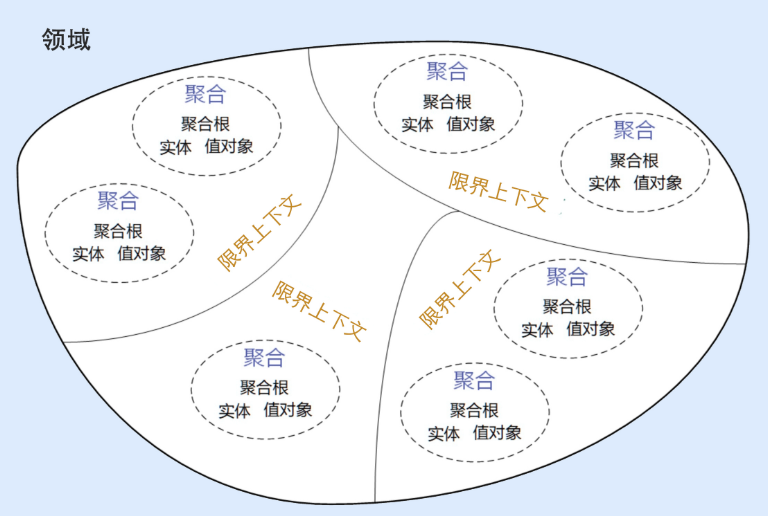 领域
聚合
聚合根
实体 值对象
聚合
聚合根
实体 值对象
限界上下文
聚合
聚合根
实体 值对象
聚合
聚合根
实体 值对象
限界上下文
限界上下文
聚合
聚合根
实体 值对象
限界上下文
聚合
聚合根
实体 值对象
聚合
聚合根
实体 值对象